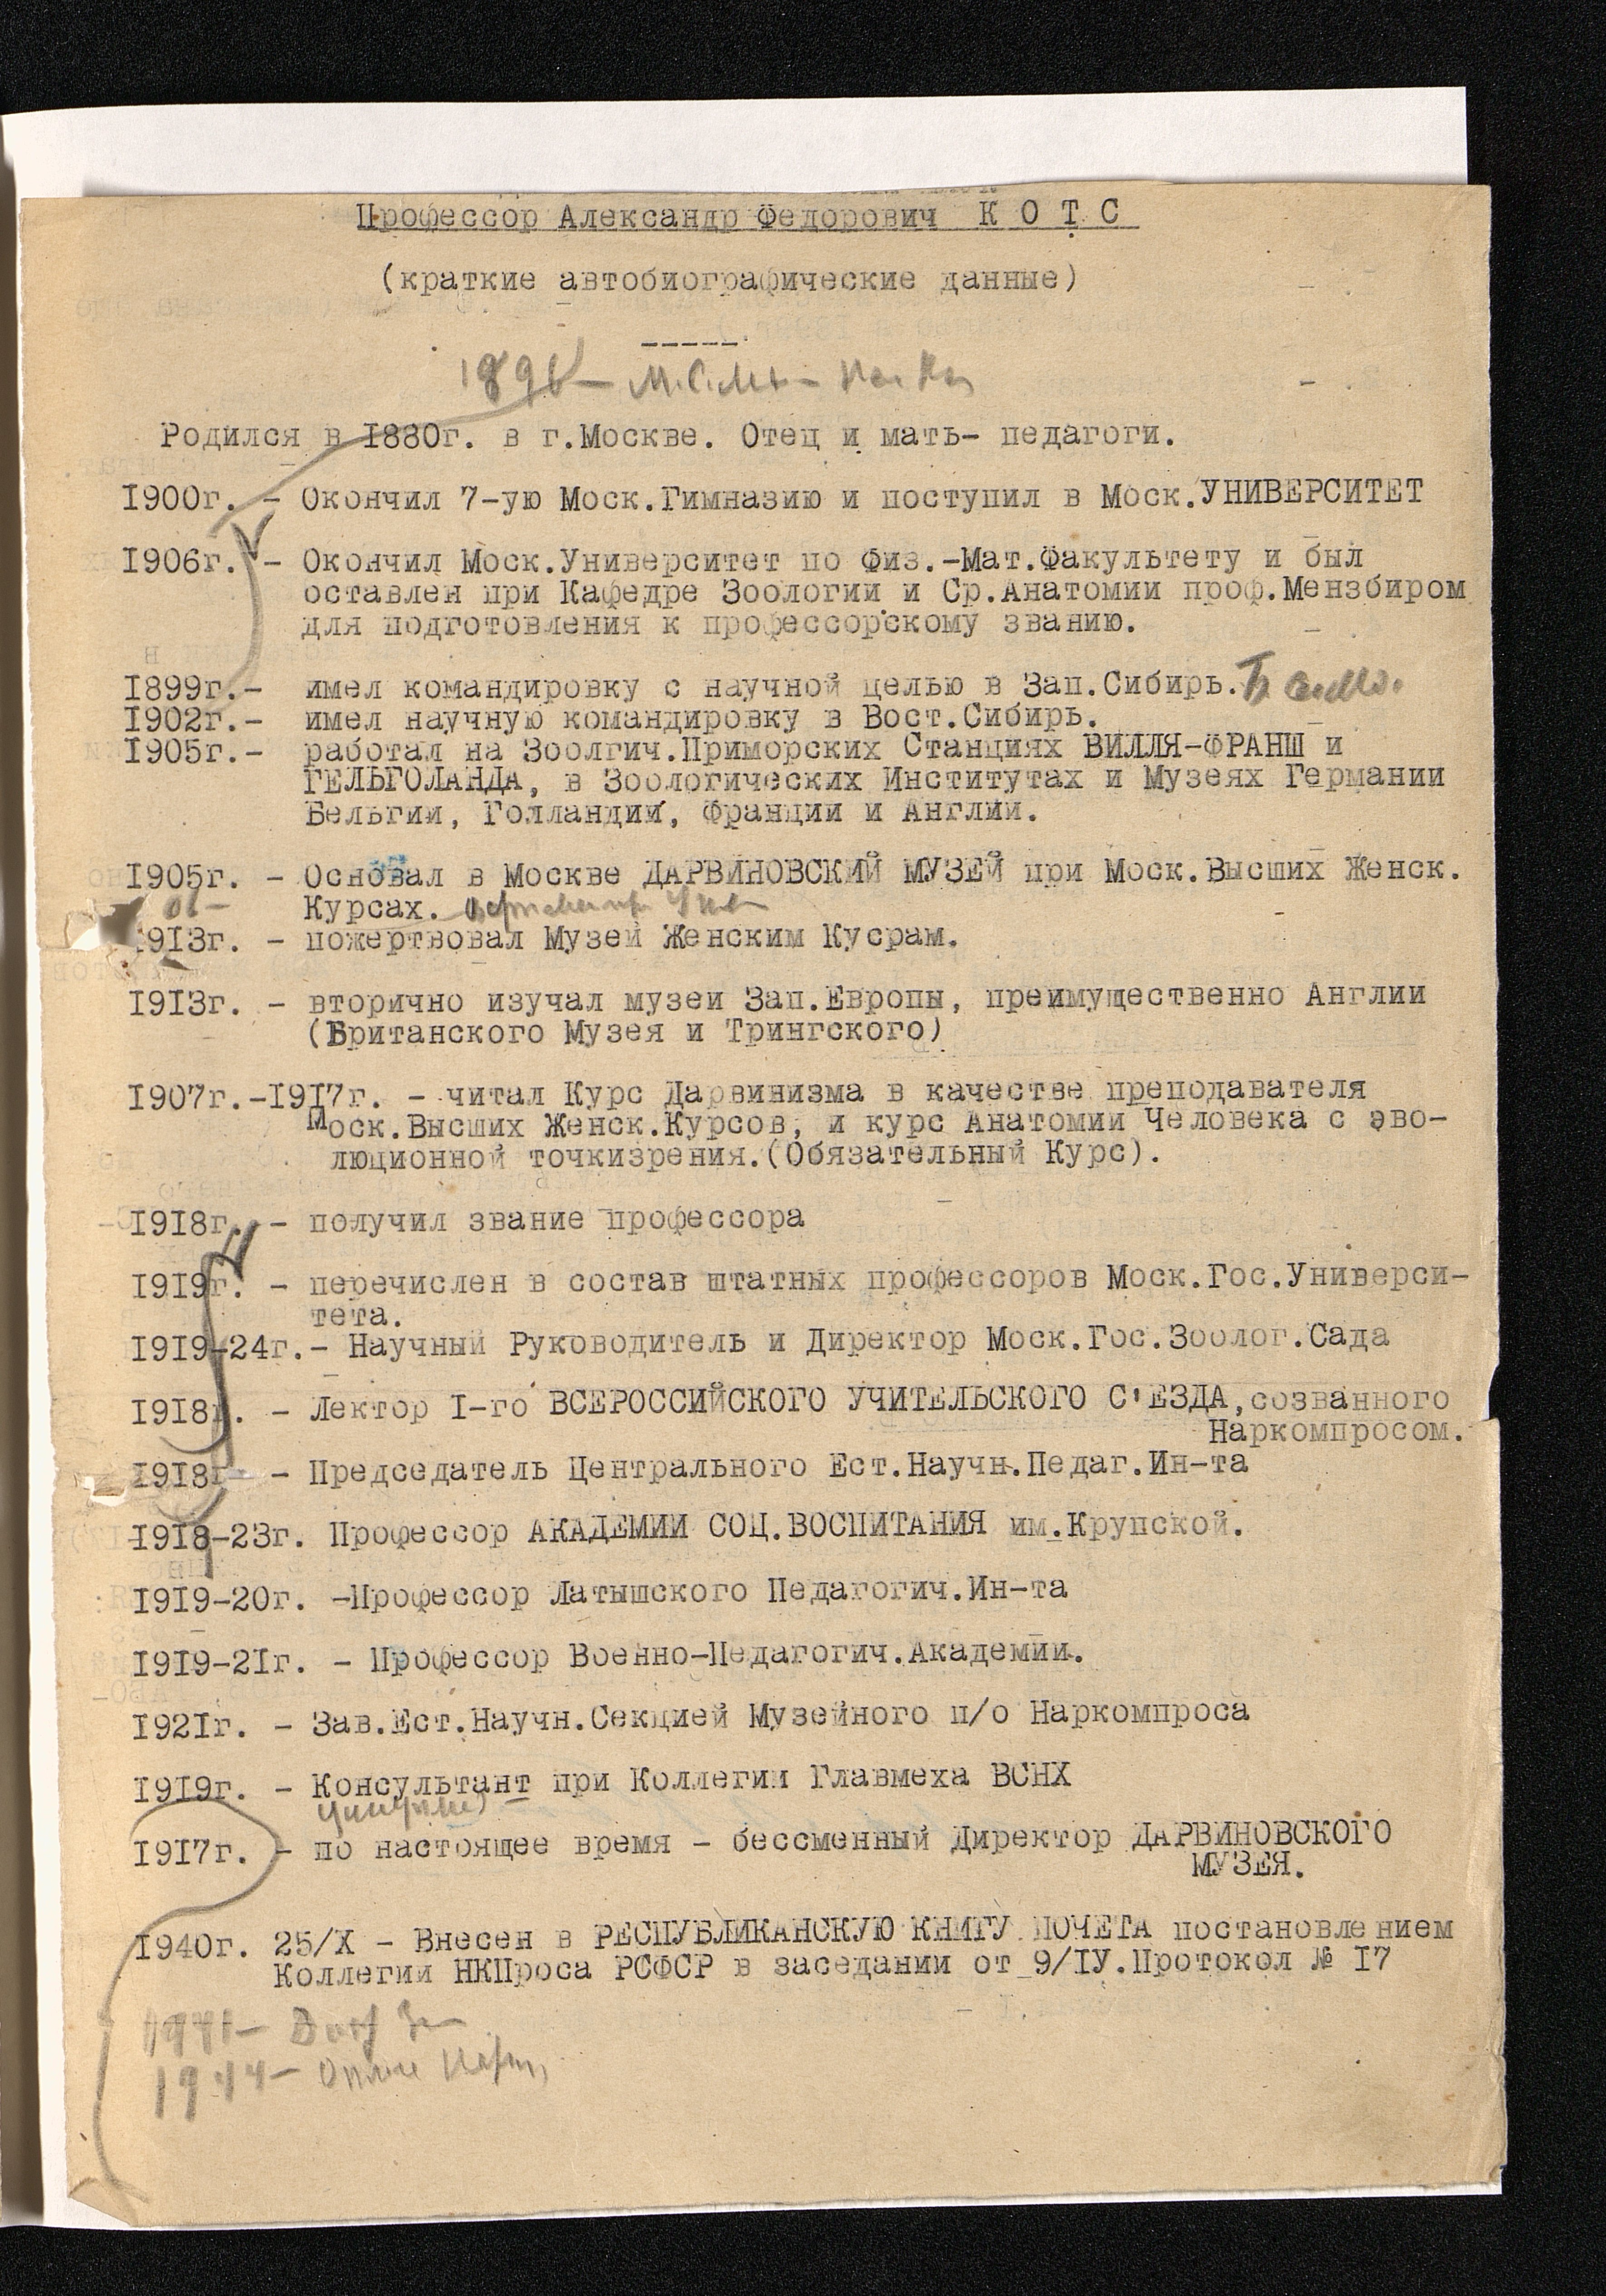 Профессор Александр Федорович К О Т С
(краткие автобиографические данные)
-----
Родился в 1880г. в г.Москве. Отец и мать- педагоги.
1900г. - Окончил 7-ую Моск.Гимназию и поступил в Моск.УНИВЕРСИТЕТ
1906г. - Окончил Моск.Университет по Физ.-Мат.Факультету и был
оставлен при Кафедре Зоологии и Ср.Анатомии проф.Мензбиром
для подготовления к профессорскому званию.
1899г.- имел командировку с научной целью в Зап.Сибирь.
1902г.- имел научную командировку в Вост.Сибирь.
1905г.- работал на Зоолгич.Приморских Станциях ВИЛЛЯ-ФРАНШ и
ГЕЛЬГОЛАНДА, в Зоологических Институтах и Музеях Германии
Бельгии, Голландии, Франции и Англии.
1905г. - Основал в Москве ДАРВИНОВСКИЙ МУЗЕЙ при Моск.Высших Женск.
Курсах.
1913г. - пожертвовал Музей Женским Кусрам.
1913г. - вторично изучал музеи Зап.Европы, преимущественно Англии
(Британского Музея и Трингского)
1907г.-1917г. - читал Курс Дарвинизма в качестве преподавателя
Моск.Высших Женск.Курсов, и курс Анатомии Человека с эво-
люционной точкизрения.(Обязательный Курс).
1918г. - получил звание профессора
1919г. - перечислен в состав штатных профессоров Моск.Гос.Универси-
тета.
1919-24г.- Научный Руководитель и Директор Моск.Гос.Зоолог.Сада
1918г. - Лектор I-го ВСЕРОССИЙСКОГО УЧИТЕЛЬСКОГО С'ЕЗДА,созванного
Наркомпросом.
1918г - Председатель Центрального Ест.Научн.Педаг.Ин-та
1918-23г. Профессор АКАДЕМИИ СОЦ.ВОСПИТАНИЯ им.Крупской.
1919-20г. -Профессор Латышского Педагогич.Ин-та
1919-21г. - Профессор Военно-Педагогич.Академии.
1921г. - Зав.Ест.Научн.Секцией Музейного п/о Наркомпроса
1919г. - Консультант при Коллегии Главмеха ВСНХ
1917г. - по настоящее время - бессменный Директор ДАРВИНОВСКОГО
МУЗЕЯ.
1940г. 25/X - Внесен в РЕСПУБЛИКАНСКУЮ КНИГУ ПОЧЕТА постановлением
Коллегии НКПроса РСФСР в заседании от 9/IУ.Протокол № I7
1941-
1944-